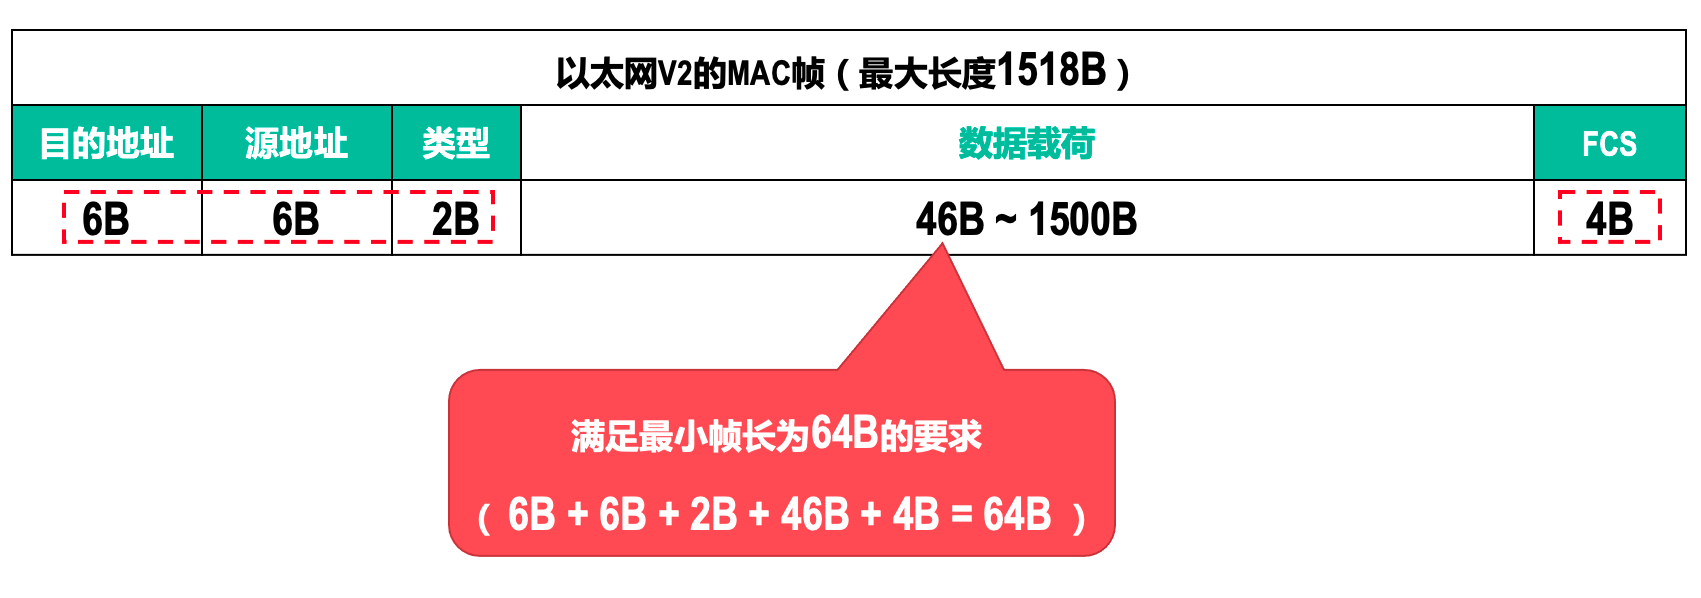 以太网V2的MAC帧（最大长度1518B）
目的地址 源地址 类型 数据载荷 FCS
6B 6B 2B 46B ~ 1500B 4B
满足最小帧长为64B的要求
（ 6B + 6B + 2B + 46B + 4B = 64B ）